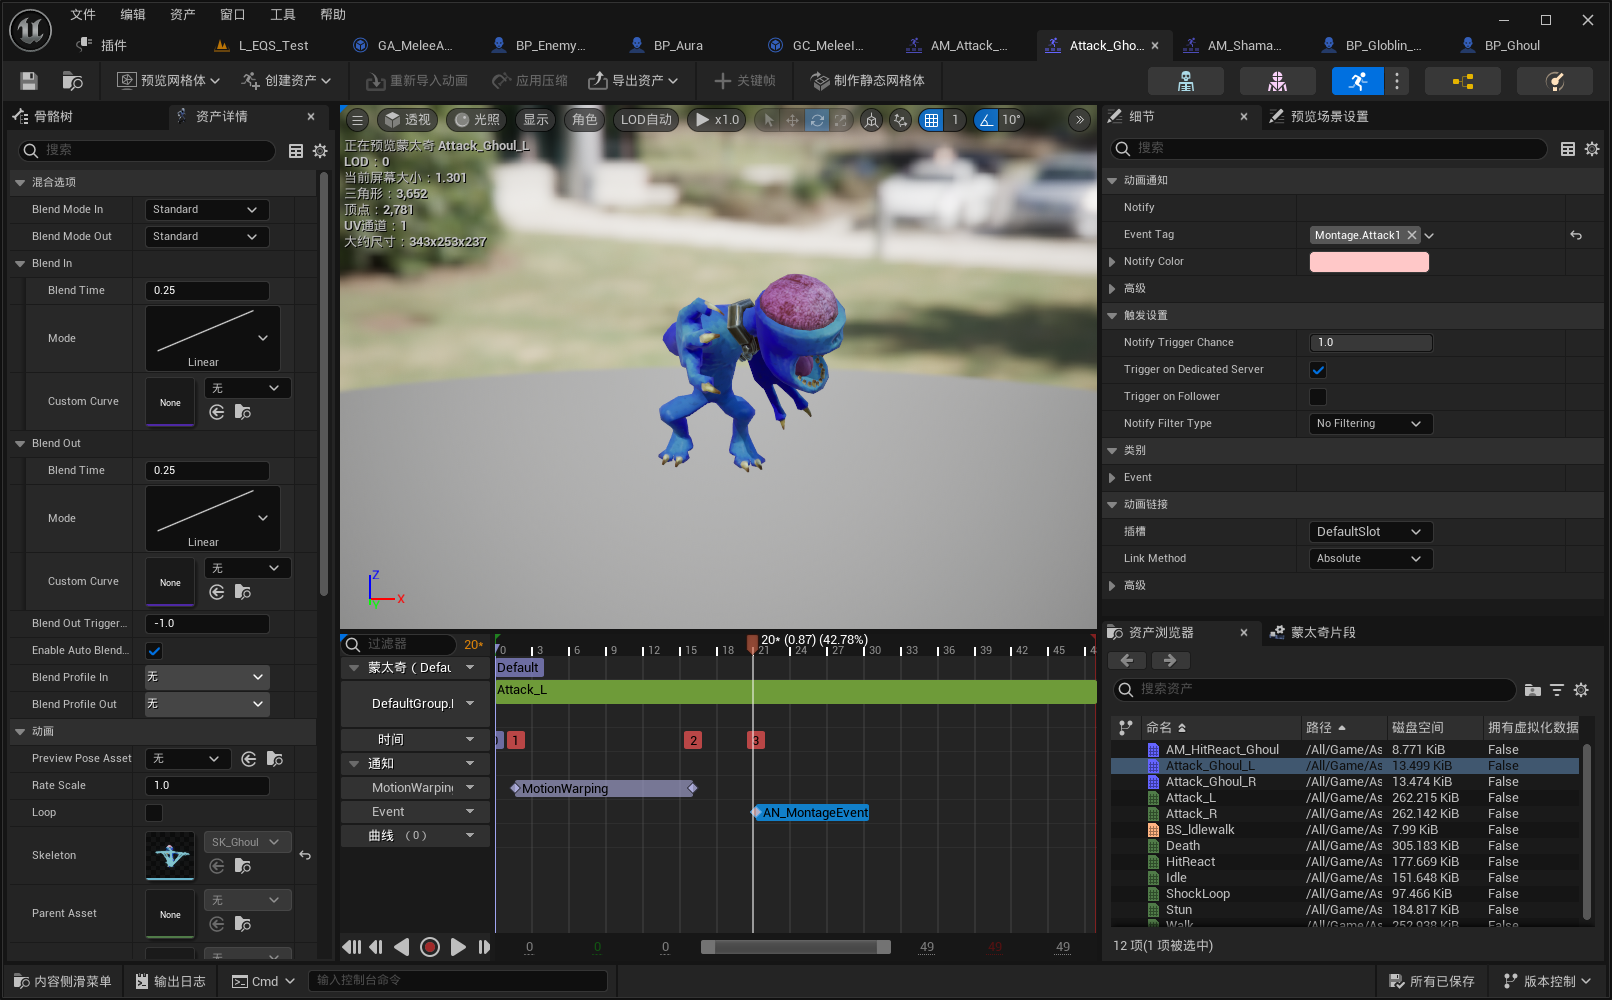 文件 编辑 资产 窗口 工具 帮助
插件 L_EQS_Test GA_MeleeA... BP_Enemy... BP_Aura GC_MeleeI... AM_Attack_... Attack_Gho... AM_Shama... BP_Globlin_... BP_Ghoul
预览网格体 创建资产 重新导入动画 应用压缩 导出资产 关键帧 制作静态网格体
骨骼树 资产详情
搜索
混合选项
Blend Mode In Standard
Blend Mode Out Standard
Blend In
Blend Time 0.25
Mode Linear
Custom Curve None 无
Blend Out
Blend Time 0.25
Mode Linear
Custom Curve None 无
Blend Out Trigger... -1.0
Enable Auto Blend...
Blend Profile In 无
Blend Profile Out 无
动画
Preview Pose Asset 无
Rate Scale 1.0
Loop
Skeleton SK_Ghoul
Parent Asset None 无
透视 光照 显示 角色 LOD自动 x1.0 1 10°
正在预览蒙太奇 Attack_Ghoul_L
LOD：0
当前屏幕大小：1.301
三角形：3,652
顶点：2,781
UV通道：1
大约尺寸：343x253x237
Z
X
过滤器 20*
20* (0.87) (42.78%)
0 3 6 9 12 15 18 21 24 27 30 33 36 39 42 45 4
蒙太奇 ( Defau Default
Attack_L
DefaultGroup.I
时间 1 2 3
通知
MotionWarpin MotionWarping
Event AN_MontageEvent
曲线 （0）
0 0 0 49 49 49
细节 预览场景设置
搜索
动画通知
Notify
Event Tag Montage.Attack1
Notify Color
高级
触发设置
Notify Trigger Chance 1.0
Trigger on Dedicated Server
Trigger on Follower
Notify Filter Type No Filtering
类别
Event
动画链接
插槽 DefaultSlot
Link Method Absolute
高级
资产浏览器 蒙太奇片段
搜索资产
命名 路径 磁盘空间 拥有虚拟化数据
AM_HitReact_Ghoul /All/Game/As 8.771 KiB False
Attack_Ghoul_L /All/Game/As 13.499 KiB False
Attack_Ghoul_R /All/Game/As 13.474 KiB False
Attack_L /All/Game/As 262.215 KiB False
Attack_R /All/Game/As 262.142 KiB False
BS_Idlewalk /All/Game/As 7.99 KiB False
Death /All/Game/As 305.183 KiB False
HitReact /All/Game/As 177.669 KiB False
Idle /All/Game/As 151.648 KiB False
ShockLoop /All/Game/As 97.466 KiB False
Stun /All/Game/As 184.817 KiB False
Walk /All/Game/As 252.938 KiB False
12 项(1 项被选中)
内容侧滑菜单 输出日志 Cmd 输入控制台命令 所有已保存 版本控制